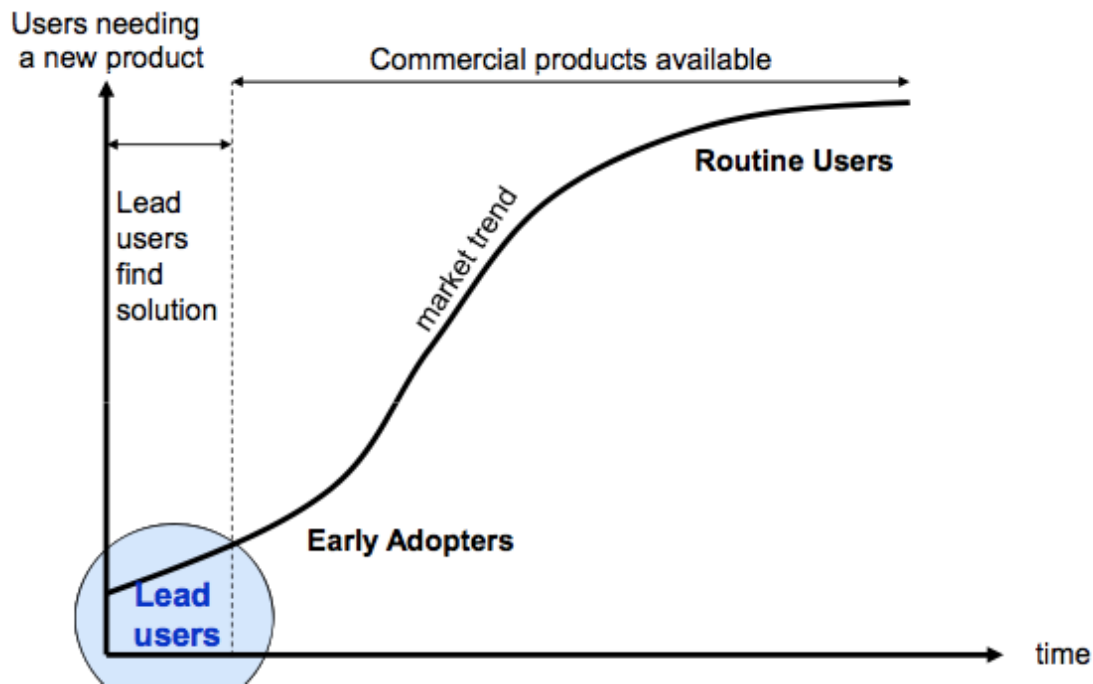 Users needing
a new product
Commercial products available
Lead
users
find
solution
market trend
Routine Users
Early Adopters
Lead
users
time